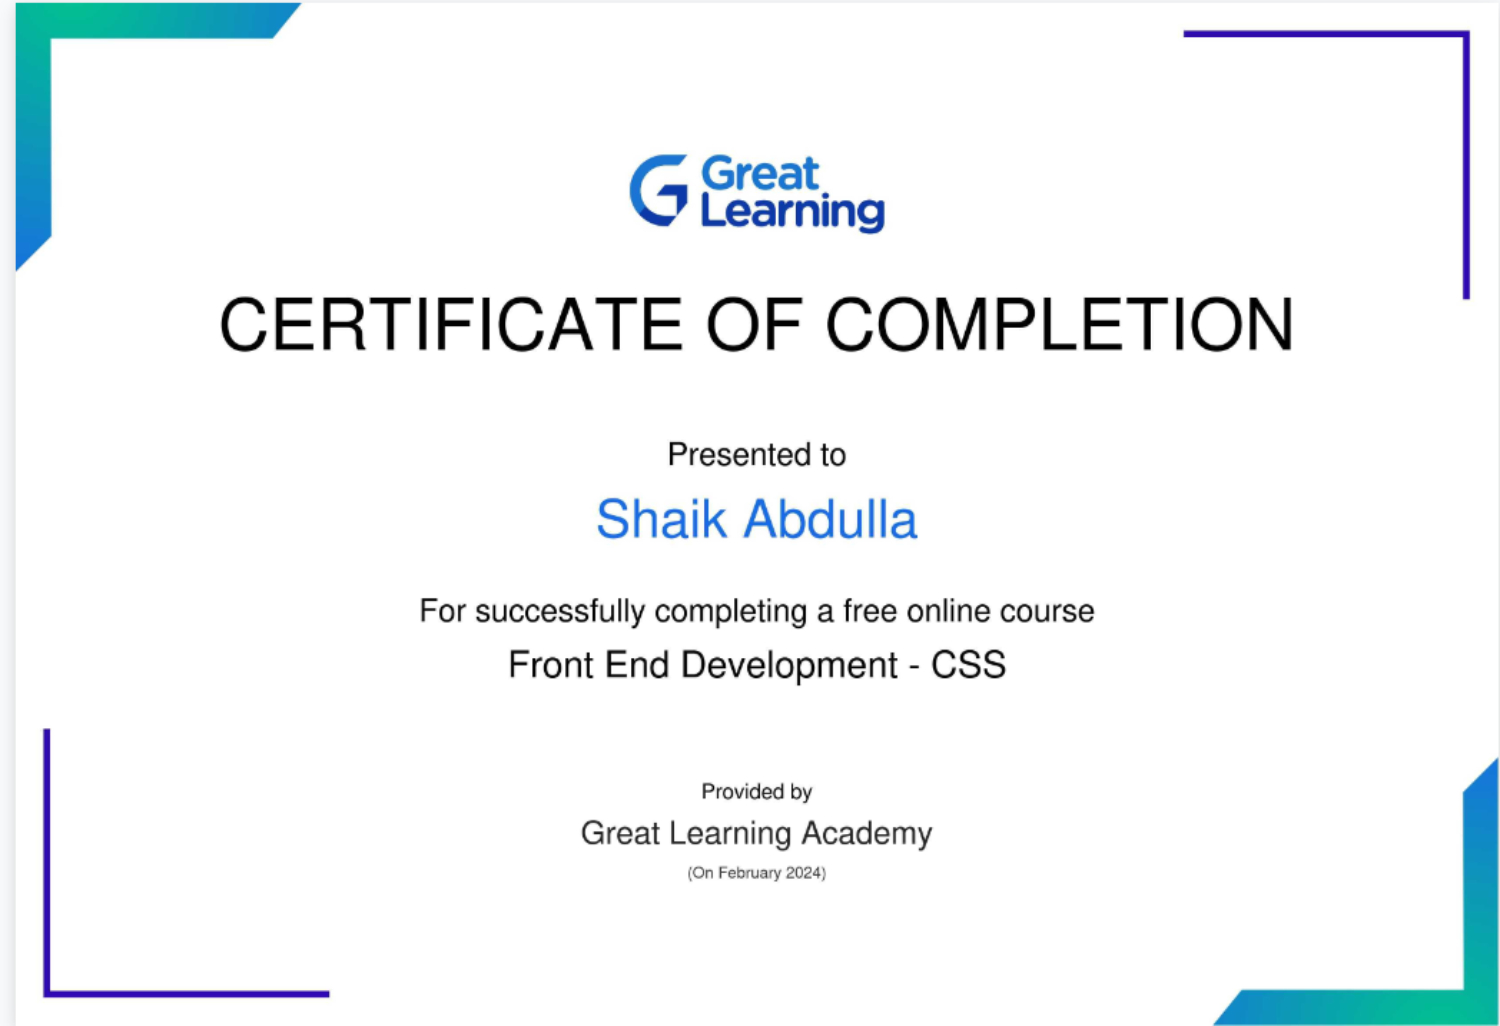 Great
Learning
CERTIFICATE OF COMPLETION
Presented to
Shaik Abdulla
For successfully completing a free online course
Front End Development - CSS
Provided by
Great Learning Academy
(On February 2024)